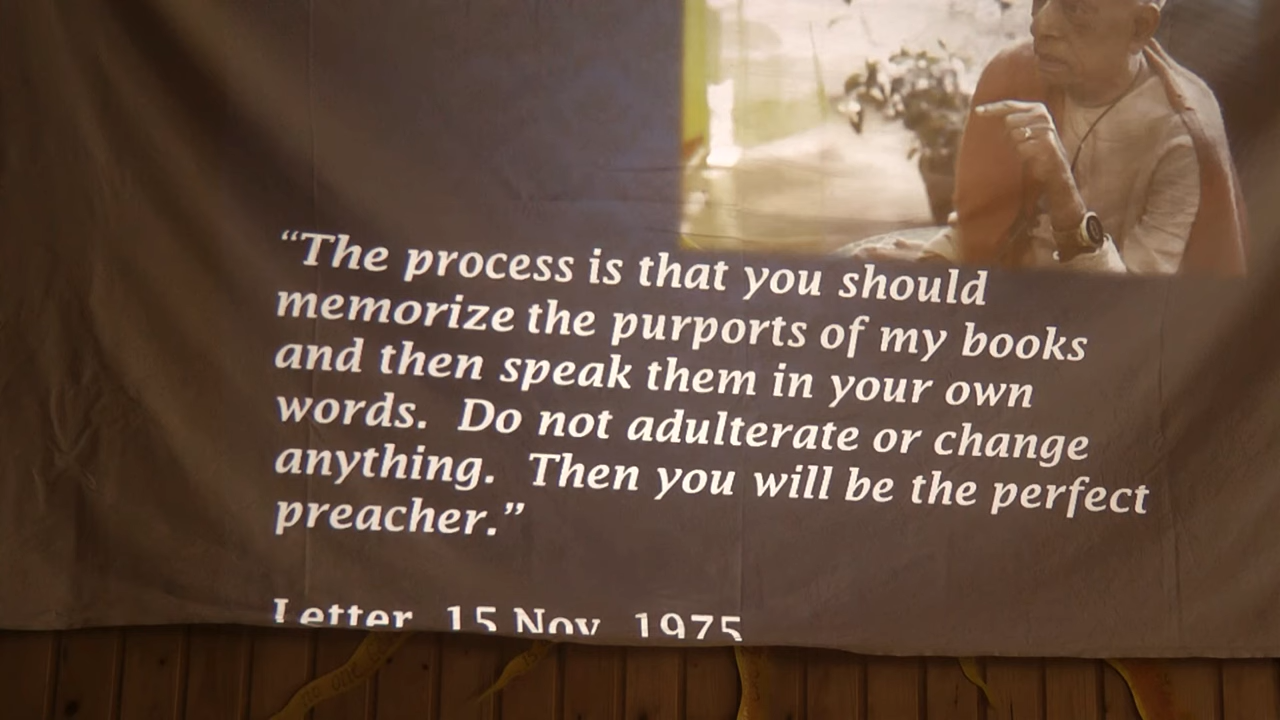 “The process is that you should
memorize the purports of my books
and then speak them in your own
words. Do not adulterate or change
anything. Then you will be the perfect
preacher.”
Letter 15 Nov 1975